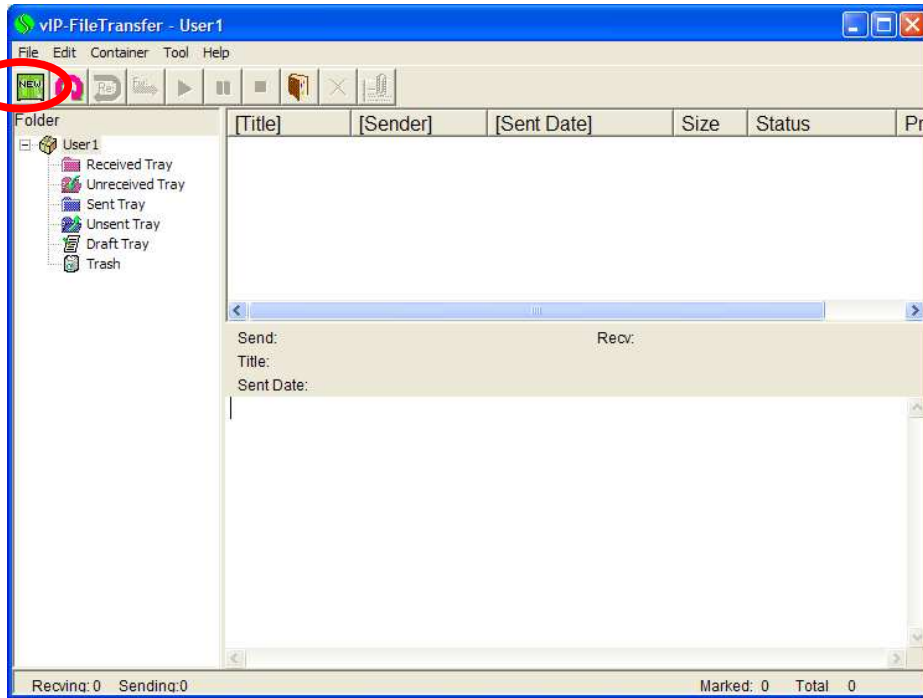 vIP-FileTransfer - User1
File Edit Container Tool Help
NEW Re Fw
Folder
[Title] [Sender] [Sent Date] Size Status Pr
User1
Received Tray
Unreceived Tray
Sent Tray
Unsent Tray
Draft Tray
Trash
Send: Recv:
Title:
Sent Date:
Recving: 0 Sending:0 Marked: 0 Total 0